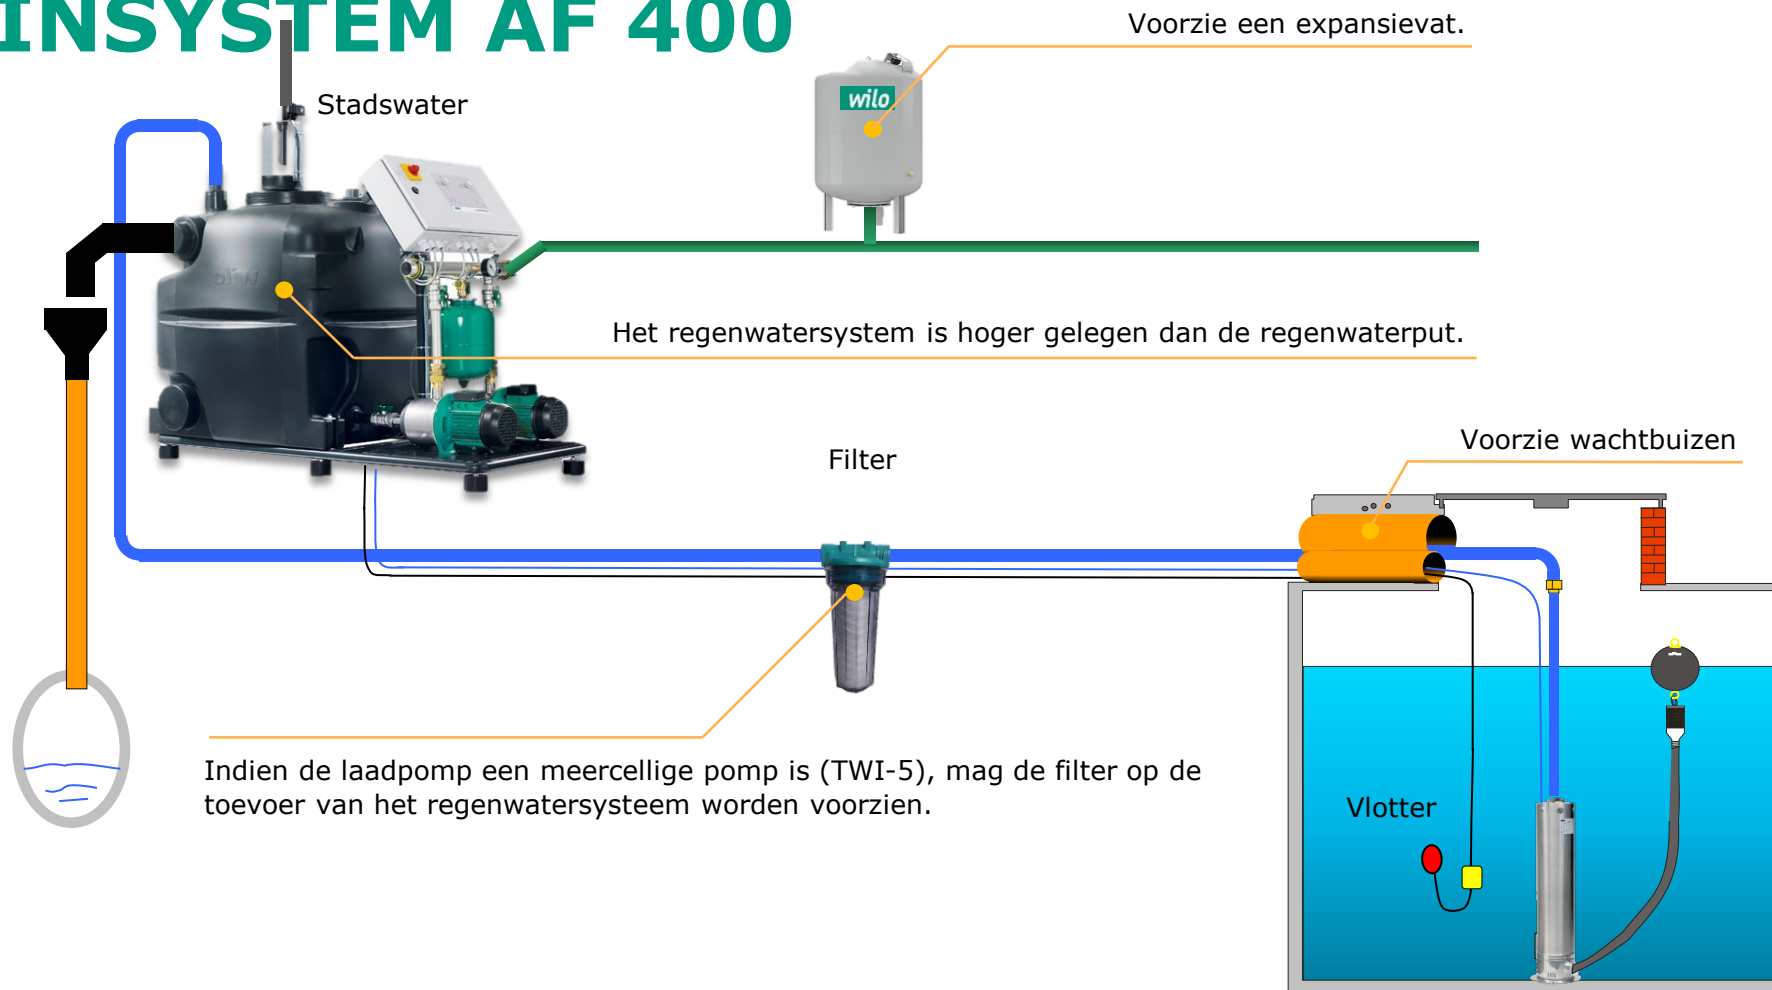 INSYSTEM AF 400
Voorzie een expansievat.
Stadswater
wilo
wilo
Het regenwatersystem is hoger gelegen dan de regenwaterput.
Voorzie wachtbuizen
Filter
Indien de laadpomp een meercellige pomp is (TWI-5), mag de filter op de
toevoer van het regenwatersysteem worden voorzien.
Vlotter